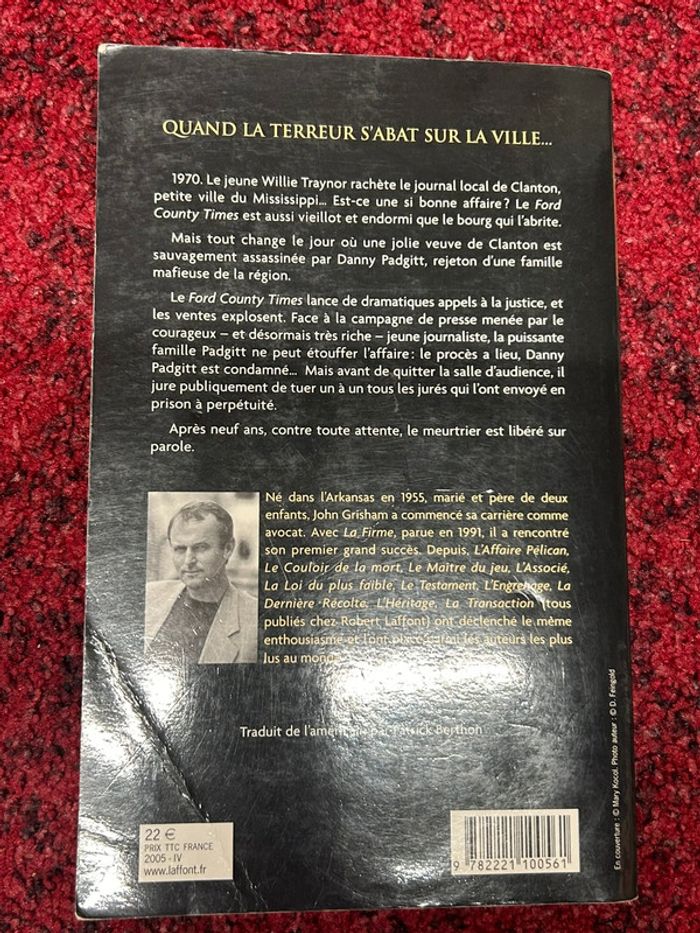 QUAND LA TERREUR S'ABAT SUR LA VILLE...
1970. Le jeune Willie Traynor rachète le journal local de Clanton,
petite ville du Mississippi... Est-ce une si bonne affaire ? Le Ford
County Times est aussi vieillot et endormi que le bourg qui l'abrite.
Mais tout change le jour où une jolie veuve de Clanton est
sauvagement assassinée par Danny Padgitt, rejeton d'une famille
mafieuse de la région.
Le Ford County Times lance de dramatiques appels à la justice, et
les ventes explosent. Face à la campagne de presse menée par le
courageux – et désormais très riche – jeune journaliste, la puissante
famille Padgitt ne peut étouffer l'affaire : le procès a lieu, Danny
Padgitt est condamné... Mais avant de quitter la salle d'audience, il
jure publiquement de tuer un à un tous les jurés qui l'ont envoyé en
prison à perpétuité.
Après neuf ans, contre toute attente, le meurtrier est libéré sur
parole.
Né dans l'Arkansas en 1955, marié et père de deux
enfants, John Grisham a commencé sa carrière comme
avocat. Avec La Firme, parue en 1991, il a rencontré
son premier grand succès. Depuis, L'Affaire Pélican,
Le Couloir de la mort, Le Maître du jeu, L'Associé,
La Loi du plus faible, Le Testament, L'Engrenage, La
Dernière Récolte, L'Héritage, La Transaction (tous
publiés chez Robert Laffont) ont déclenché le même
enthousiasme et l'ont placé parmi les auteurs les plus
lus au monde.
Traduit de l'américain par Patrick Berthon
22 €
PRIX TTC FRANCE
2005 - IV
www.laffont.fr
9 782221 100561
En couverture : © Mary Kocol. Photo auteur : © D. Feingold